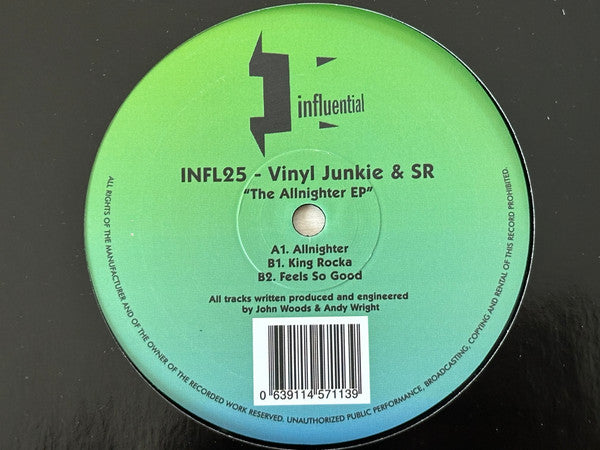 influential
INFL25 - Vinyl Junkie & SR
"The Allnighter EP"
A1. Allnighter
B1. King Rocka
B2. Feels So Good
All tracks written produced and engineered
by John Woods & Andy Wright
0 639114 571139
ALL RIGHTS OF THE MANUFACTURER AND OF THE OWNER OF THE RECORDED WORK RESERVED. UNAUTHORIZED PUBLIC PERFORMANCE, BROADCASTING, COPYING AND RENTAL OF THIS RECORD PROHIBITED.